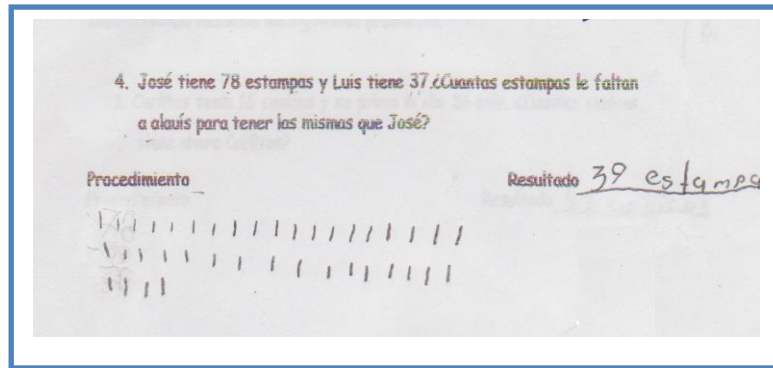 4. José tiene 78 estampas y Luis tiene 37.¿Cuantas estampas le faltan
a aluuis para tener las mismas que José?
Procedimiento
Resultado 39 estampa